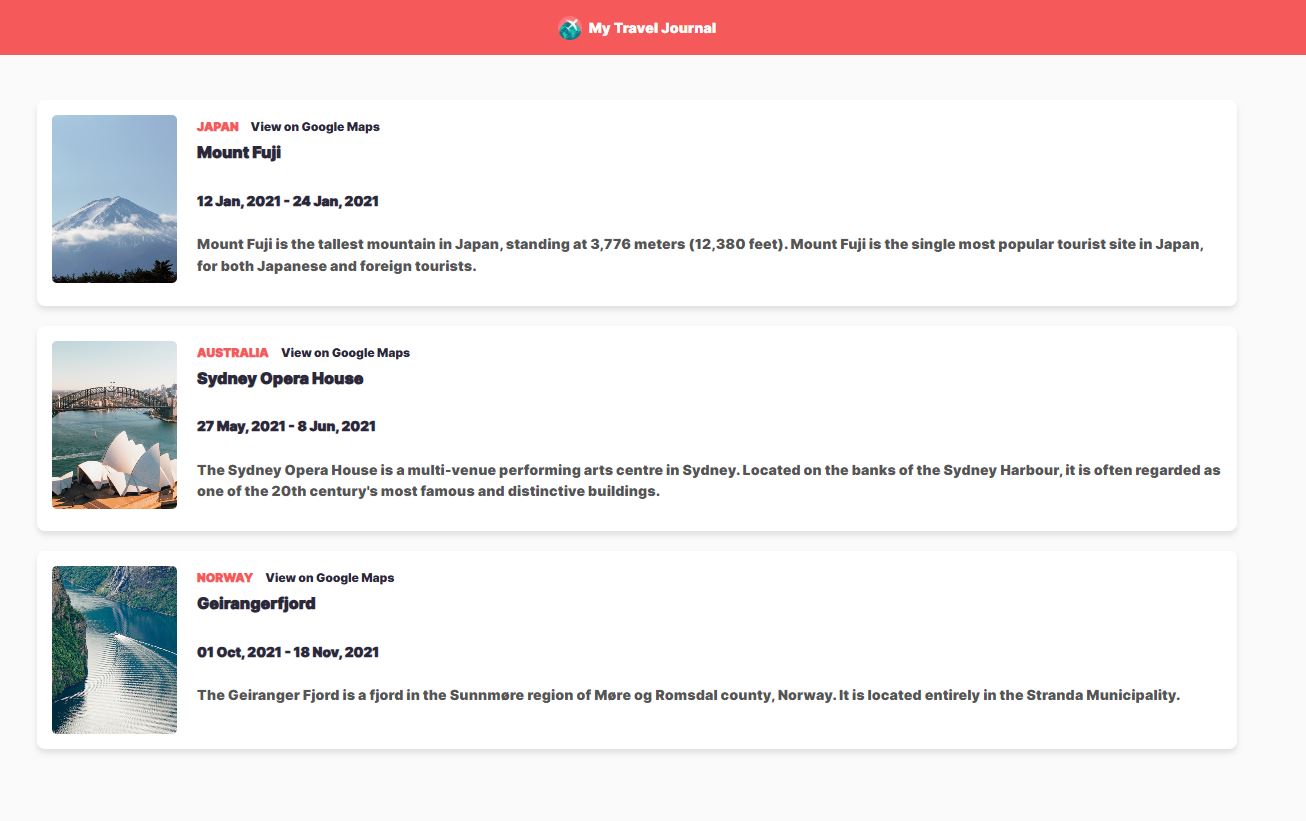 My Travel Journal
JAPAN View on Google Maps
Mount Fuji
12 Jan, 2021 - 24 Jan, 2021
Mount Fuji is the tallest mountain in Japan, standing at 3,776 meters (12,380 feet). Mount Fuji is the single most popular tourist site in Japan,
for both Japanese and foreign tourists.
AUSTRALIA View on Google Maps
Sydney Opera House
27 May, 2021 - 8 Jun, 2021
The Sydney Opera House is a multi-venue performing arts centre in Sydney. Located on the banks of the Sydney Harbour, it is often regarded as
one of the 20th century's most famous and distinctive buildings.
NORWAY View on Google Maps
Geirangerfjord
01 Oct, 2021 - 18 Nov, 2021
The Geiranger Fjord is a fjord in the Sunnmøre region of Møre og Romsdal county, Norway. It is located entirely in the Stranda Municipality.